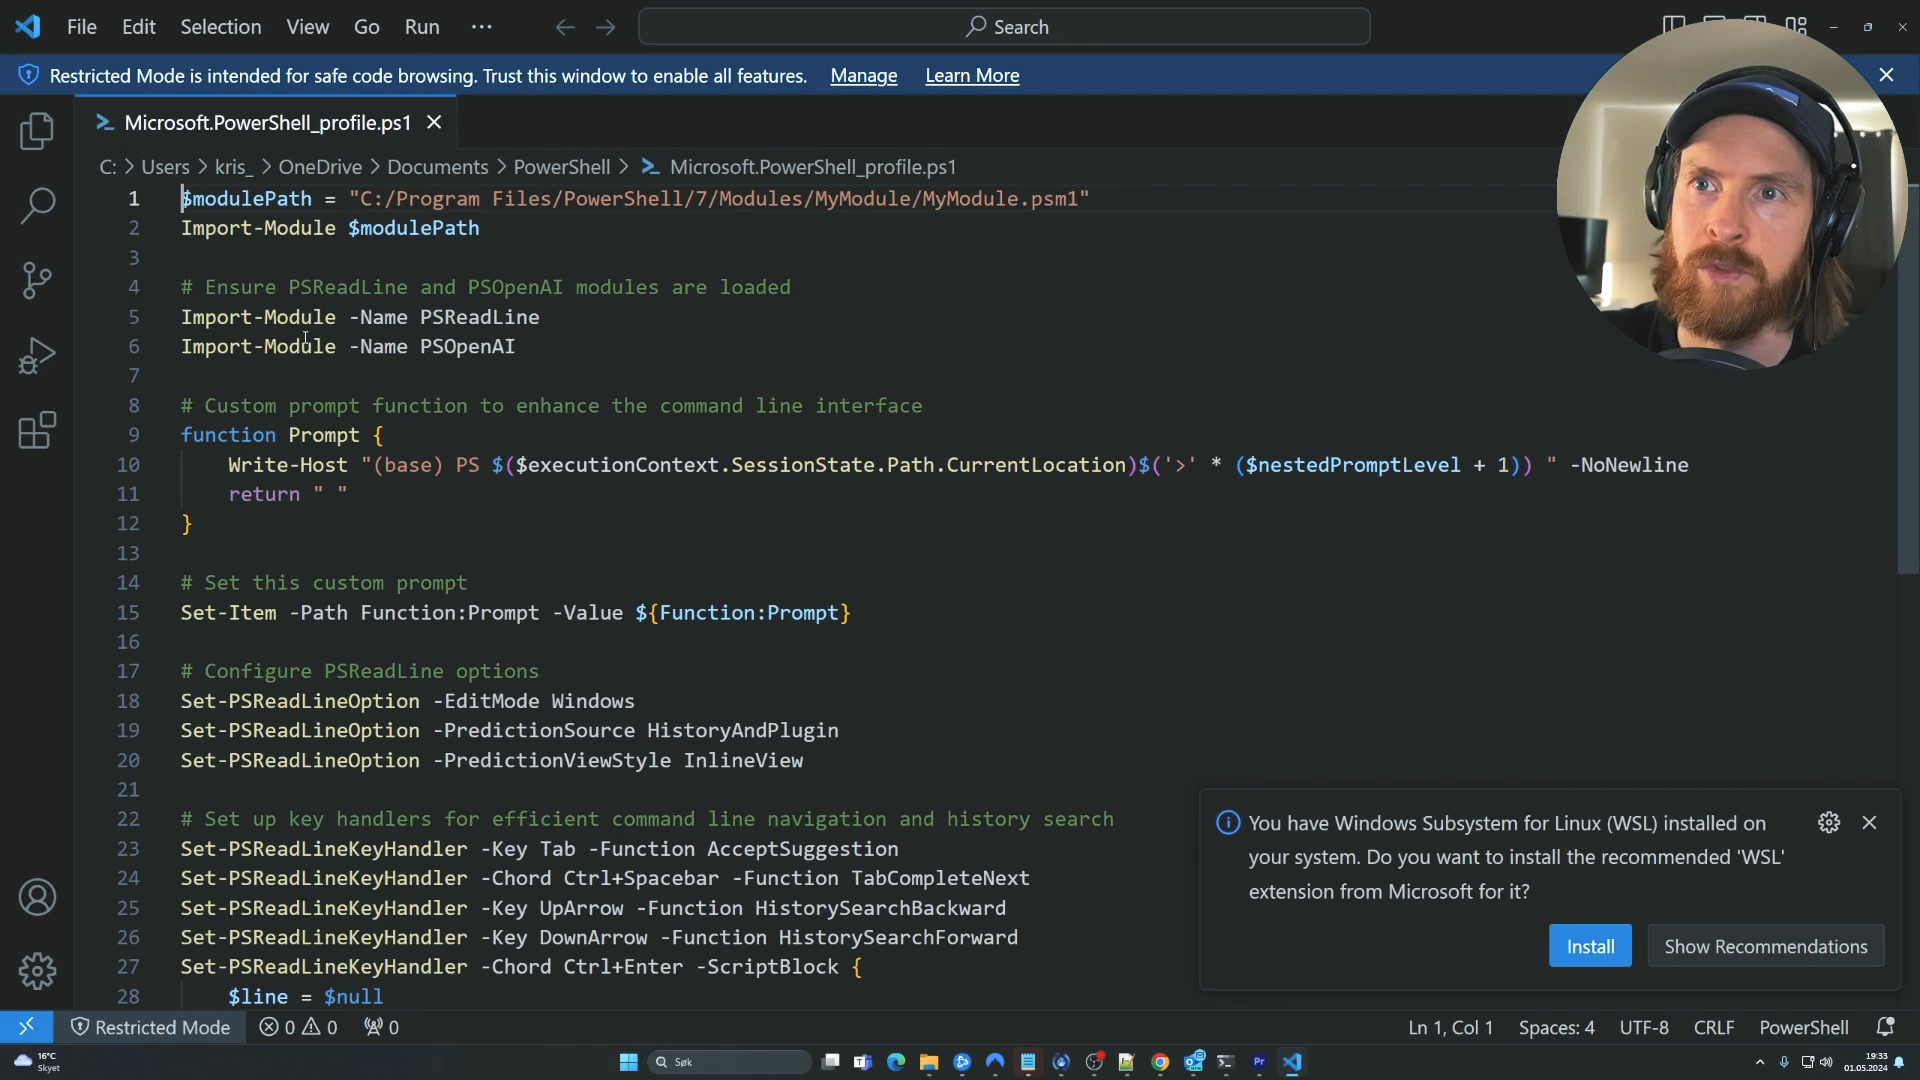 File Edit Selection View Go Run ···
Search
Restricted Mode is intended for safe code browsing. Trust this window to enable all features. Manage Learn More
Microsoft.PowerShell_profile.ps1
C: > Users > kris_ > OneDrive > Documents > PowerShell > Microsoft.PowerShell_profile.ps1
1 $modulePath = "C:/Program Files/PowerShell/7/Modules/MyModule/MyModule.psm1"
2 Import-Module $modulePath
3
4 # Ensure PSReadLine and PSOpenAI modules are loaded
5 Import-Module -Name PSReadLine
6 Import-Module -Name PSOpenAI
7
8 # Custom prompt function to enhance the command line interface
9 function Prompt {
10 Write-Host "(base) PS $($executionContext.SessionState.Path.CurrentLocation)$('>' * ($nestedPromptLevel + 1)) " -NoNewline
11 return " "
12 }
13
14 # Set this custom prompt
15 Set-Item -Path Function:Prompt -Value ${Function:Prompt}
16
17 # Configure PSReadLine options
18 Set-PSReadLineOption -EditMode Windows
19 Set-PSReadLineOption -PredictionSource HistoryAndPlugin
20 Set-PSReadLineOption -PredictionViewStyle InlineView
21
22 # Set up key handlers for efficient command line navigation and history search
23 Set-PSReadLineKeyHandler -Key Tab -Function AcceptSuggestion
24 Set-PSReadLineKeyHandler -Chord Ctrl+Spacebar -Function TabCompleteNext
25 Set-PSReadLineKeyHandler -Key UpArrow -Function HistorySearchBackward
26 Set-PSReadLineKeyHandler -Key DownArrow -Function HistorySearchForward
27 Set-PSReadLineKeyHandler -Chord Ctrl+Enter -ScriptBlock {
28 $line = $null
You have Windows Subsystem for Linux (WSL) installed on
your system. Do you want to install the recommended 'WSL'
extension from Microsoft for it?
Install Show Recommendations
Restricted Mode 0 0 0 Ln 1, Col 1 Spaces: 4 UTF-8 CRLF PowerShell
16°C
Skyet
Søk
19:33
01.05.2024